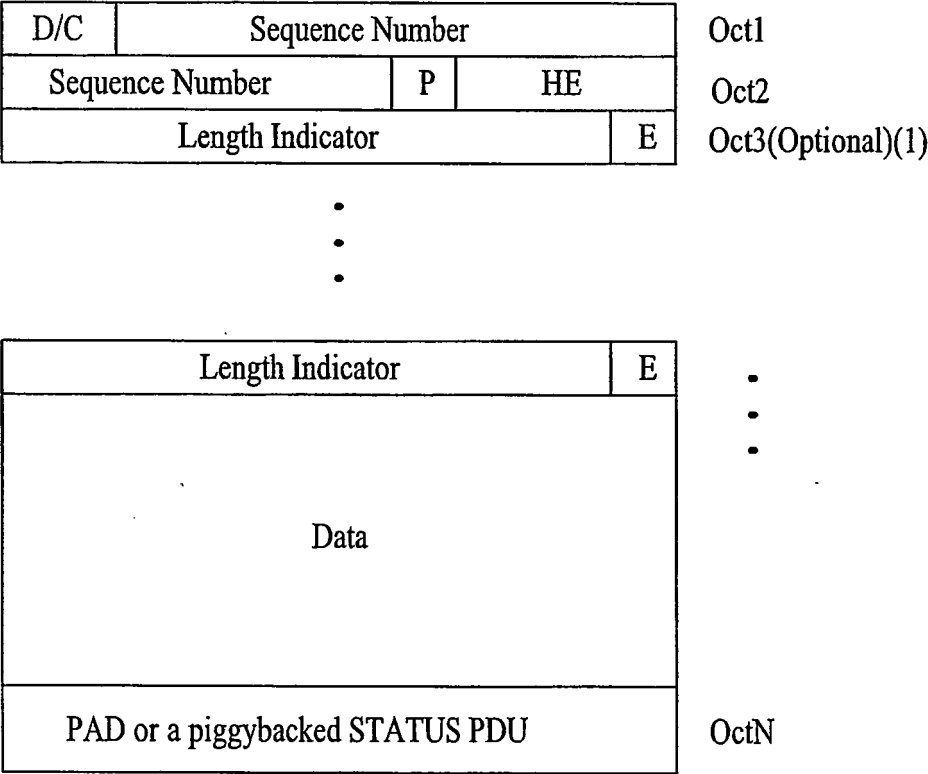 D/C Sequence Number Oct1
Sequence Number P HE Oct2
Length Indicator E Oct3(Optional)(1)
Length Indicator E
Data
PAD or a piggybacked STATUS PDU OctN